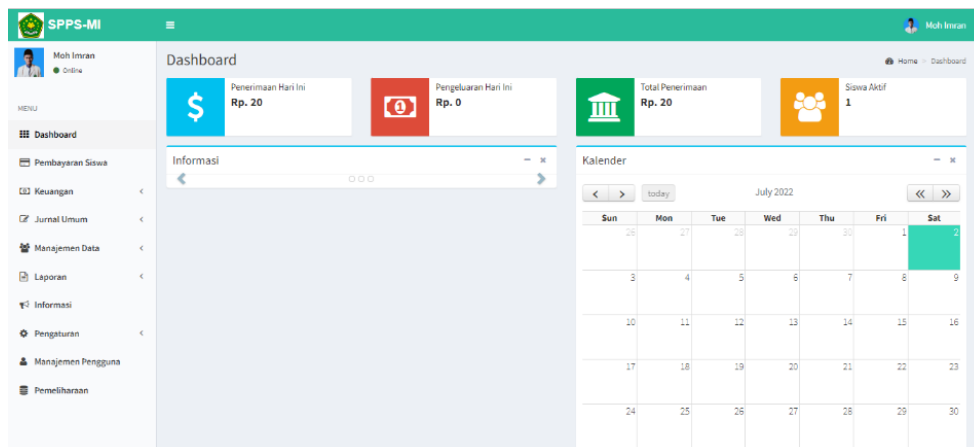 SPPS-MI
Moh Imran
Moh Imran
Online
MENU
Dashboard
Pembayaran Siswa
Keuangan
Jurnal Umum
Manajemen Data
Laporan
Informasi
Pengaturan
Manajemen Pengguna
Pemeliharaan
Dashboard
Home - Dashboard
Penerimaan Hari Ini
Rp. 20
Pengeluaran Hari Ini
Rp. 0
Total Penerimaan
Rp. 20
Siswa Aktif
1
Informasi
Kalender
today
July 2022
Sun Mon Tue Wed Thu Fri Sat
26 27 28 29 30 1 2
3 4 5 6 7 8 9
10 11 12 13 14 15 16
17 18 19 20 21 22 23
24 25 26 27 28 29 30